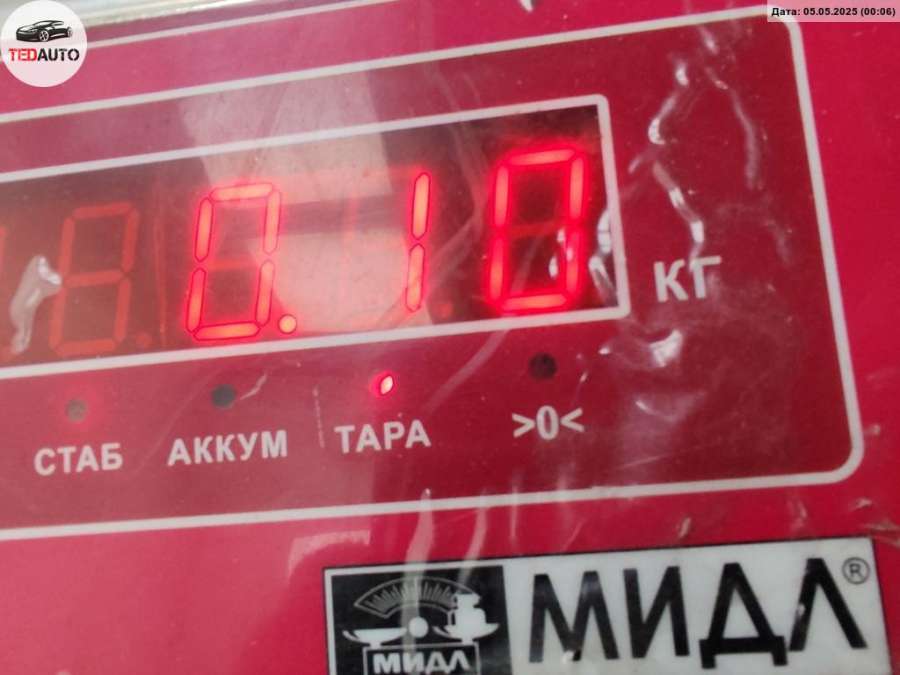 TEDAUTO
Дата: 05.05.2025 (00:06)
0.10
КГ
СТАБ АККУМ ТАРА >0<
МИДЛ®
МИДЛ